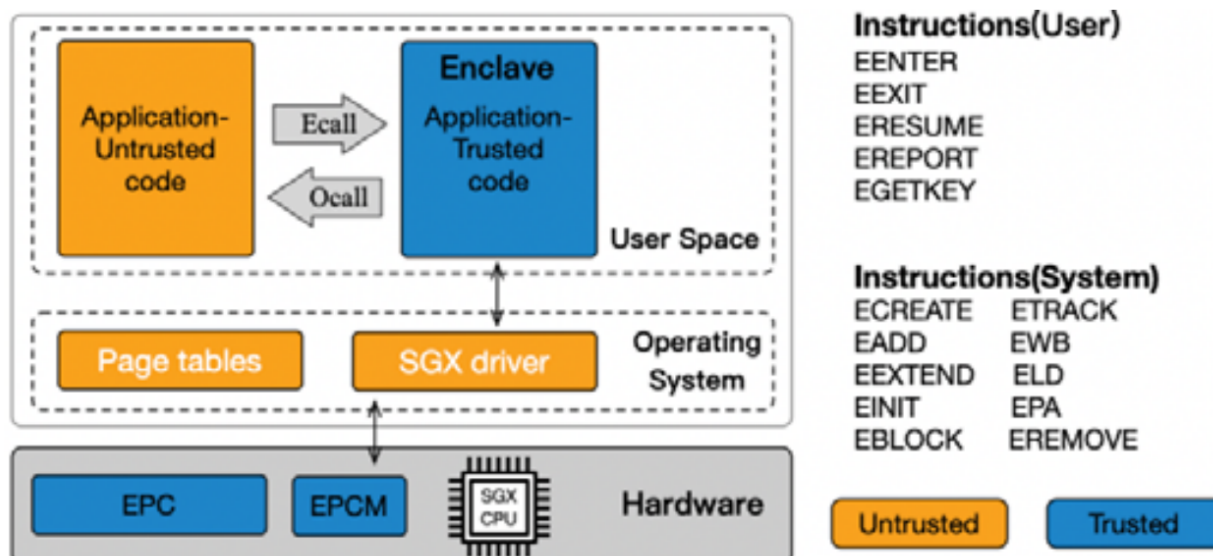 Application-
Untrusted
code
Ecall
Ocall
Enclave
Application-
Trusted
code
User Space
Page tables
SGX driver
Operating
System
EPC
EPCM
SGX
CPU
Hardware
Instructions(User)
EENTER
EEXIT
ERESUME
EREPORT
EGETKEY
Instructions(System)
ECREATE ETRACK
EADD EWB
EEXTEND ELD
EINIT EPA
EBLOCK EREMOVE
Untrusted
Trusted